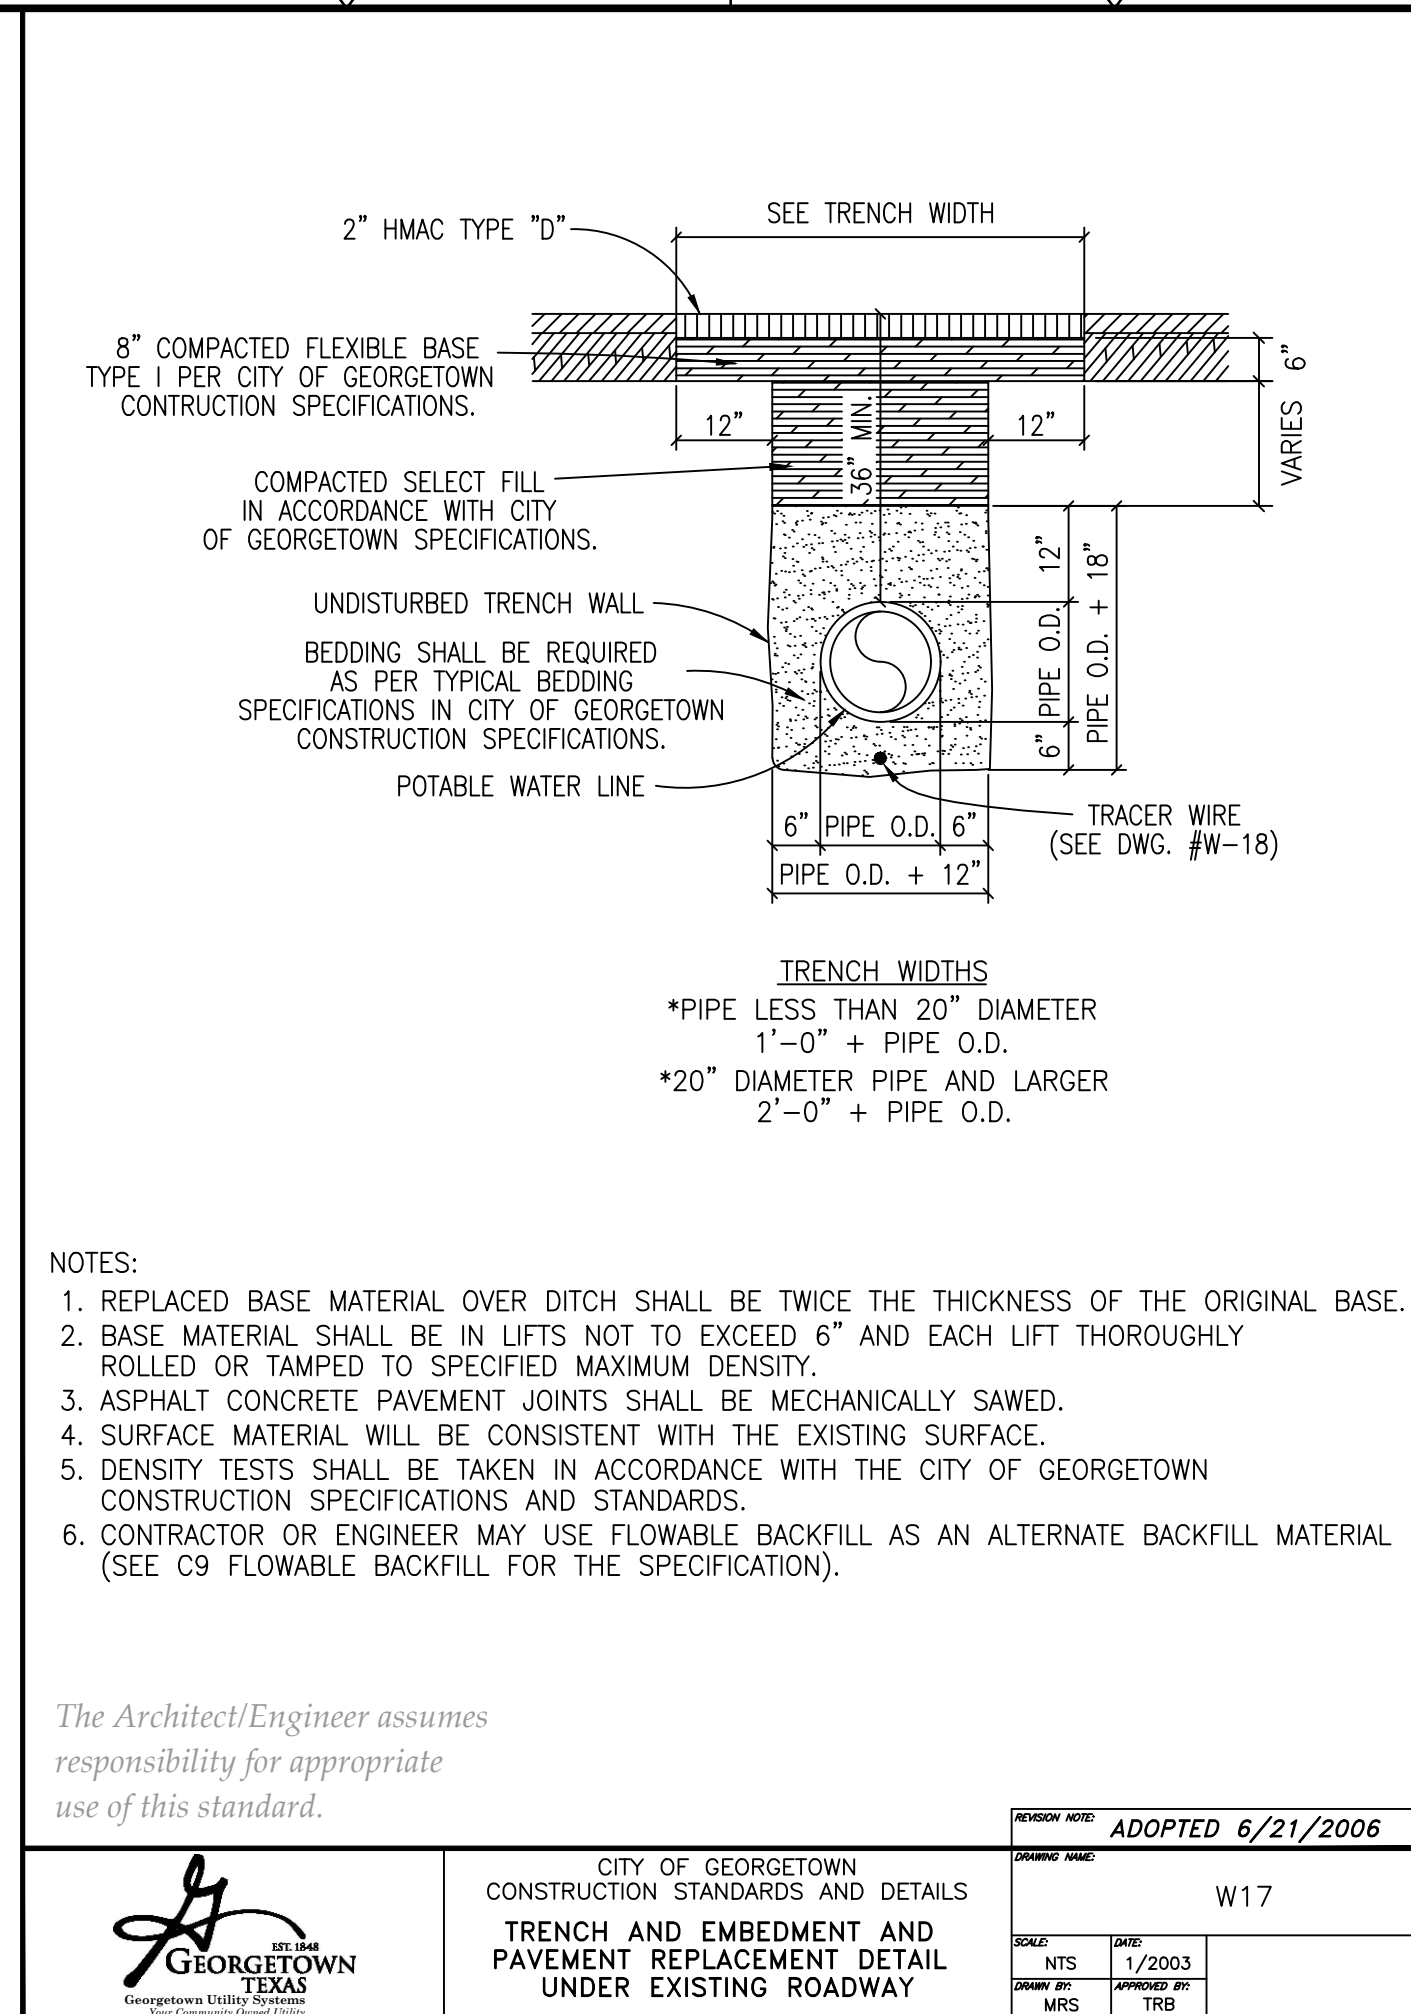 SEE TRENCH WIDTH
2" HMAC TYPE "D"
8" COMPACTED FLEXIBLE BASE
TYPE I PER CITY OF GEORGETOWN
CONTRUCTION SPECIFICATIONS.
6"
VARIES
12"
12"
36" MIN.
COMPACTED SELECT FILL
IN ACCORDANCE WITH CITY
OF GEORGETOWN SPECIFICATIONS.
UNDISTURBED TRENCH WALL
BEDDING SHALL BE REQUIRED
AS PER TYPICAL BEDDING
SPECIFICATIONS IN CITY OF GEORGETOWN
CONSTRUCTION SPECIFICATIONS.
POTABLE WATER LINE
12"
PIPE O.D.
6"
PIPE O.D. + 18"
TRACER WIRE
(SEE DWG. #W-18)
6" PIPE O.D. 6"
PIPE O.D. + 12"
TRENCH WIDTHS
*PIPE LESS THAN 20" DIAMETER
1'-0" + PIPE O.D.
*20" DIAMETER PIPE AND LARGER
2'-0" + PIPE O.D.
NOTES:
1. REPLACED BASE MATERIAL OVER DITCH SHALL BE TWICE THE THICKNESS OF THE ORIGINAL BASE.
2. BASE MATERIAL SHALL BE IN LIFTS NOT TO EXCEED 6" AND EACH LIFT THOROUGHLY
ROLLED OR TAMPED TO SPECIFIED MAXIMUM DENSITY.
3. ASPHALT CONCRETE PAVEMENT JOINTS SHALL BE MECHANICALLY SAWED.
4. SURFACE MATERIAL WILL BE CONSISTENT WITH THE EXISTING SURFACE.
5. DENSITY TESTS SHALL BE TAKEN IN ACCORDANCE WITH THE CITY OF GEORGETOWN
CONSTRUCTION SPECIFICATIONS AND STANDARDS.
6. CONTRACTOR OR ENGINEER MAY USE FLOWABLE BACKFILL AS AN ALTERNATE BACKFILL MATERIAL
(SEE C9 FLOWABLE BACKFILL FOR THE SPECIFICATION).
The Architect/Engineer assumes
responsibility for appropriate
use of this standard.
REVISION NOTE: ADOPTED 6/21/2006
EST. 1848
GEORGETOWN
TEXAS
Georgetown Utility Systems
Your Community Owned Utility
CITY OF GEORGETOWN
CONSTRUCTION STANDARDS AND DETAILS
TRENCH AND EMBEDMENT AND
PAVEMENT REPLACEMENT DETAIL
UNDER EXISTING ROADWAY
DRAWING NAME:
W17
SCALE:
NTS
DATE:
1/2003
DRAWN BY:
MRS
APPROVED BY:
TRB